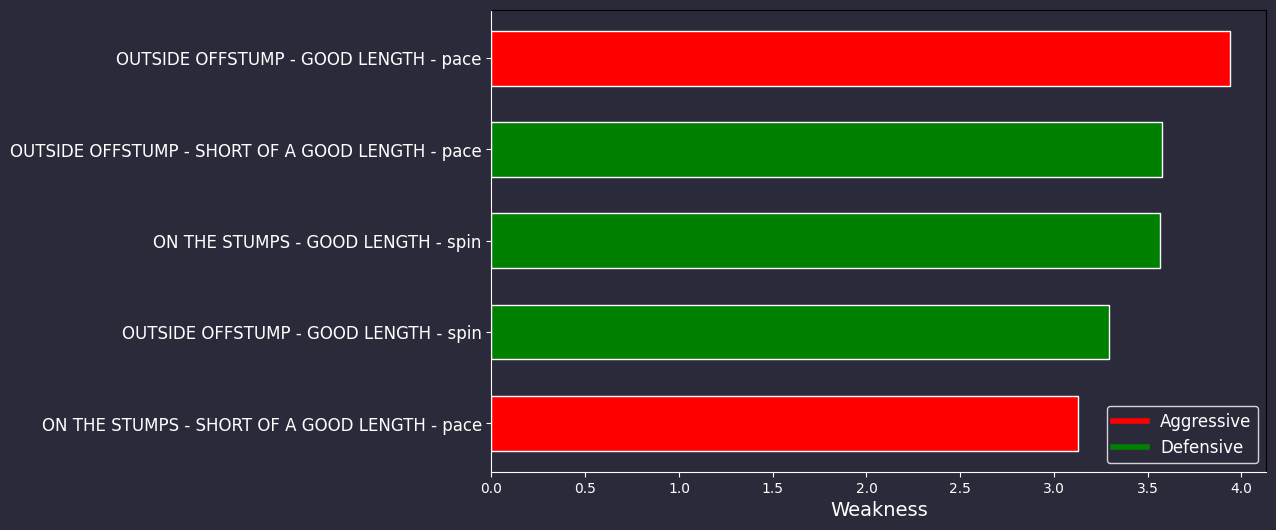 OUTSIDE OFFSTUMP - GOOD LENGTH - pace
OUTSIDE OFFSTUMP - SHORT OF A GOOD LENGTH - pace
ON THE STUMPS - GOOD LENGTH - spin
OUTSIDE OFFSTUMP - GOOD LENGTH - spin
ON THE STUMPS - SHORT OF A GOOD LENGTH - pace
Aggressive
Defensive
0.0 0.5 1.0 1.5 2.0 2.5 3.0 3.5 4.0
Weakness